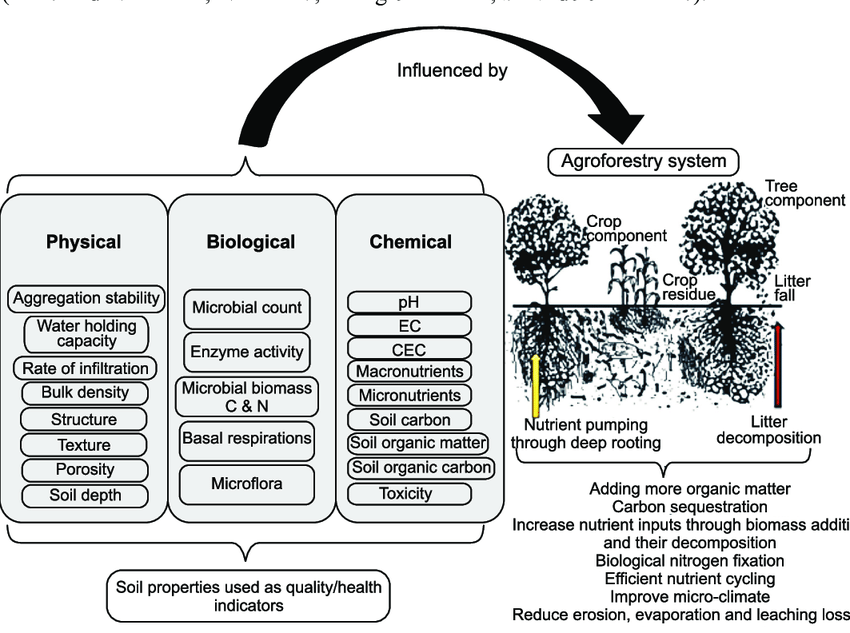 Influenced by
Agroforestry system
Physical
Aggregation stability
Water holding
capacity
Rate of infiltration
Bulk density
Structure
Texture
Porosity
Soil depth
Biological
Microbial count
Enzyme activity
Microbial biomass
C & N
Basal respirations
Microflora
Chemical
pH
EC
CEC
Macronutrients
Micronutrients
Soil carbon
Soil organic matter
Soil organic carbon
Toxicity
Soil properties used as quality/health
indicators
Tree
component
Crop
component
Crop
residue
Litter
fall
Nutrient pumping
through deep rooting
Litter
decomposition
Adding more organic matter
Carbon sequestration
Increase nutrient inputs through biomass additi
and their decomposition
Biological nitrogen fixation
Efficient nutrient cycling
Improve micro-climate
Reduce erosion, evaporation and leaching loss